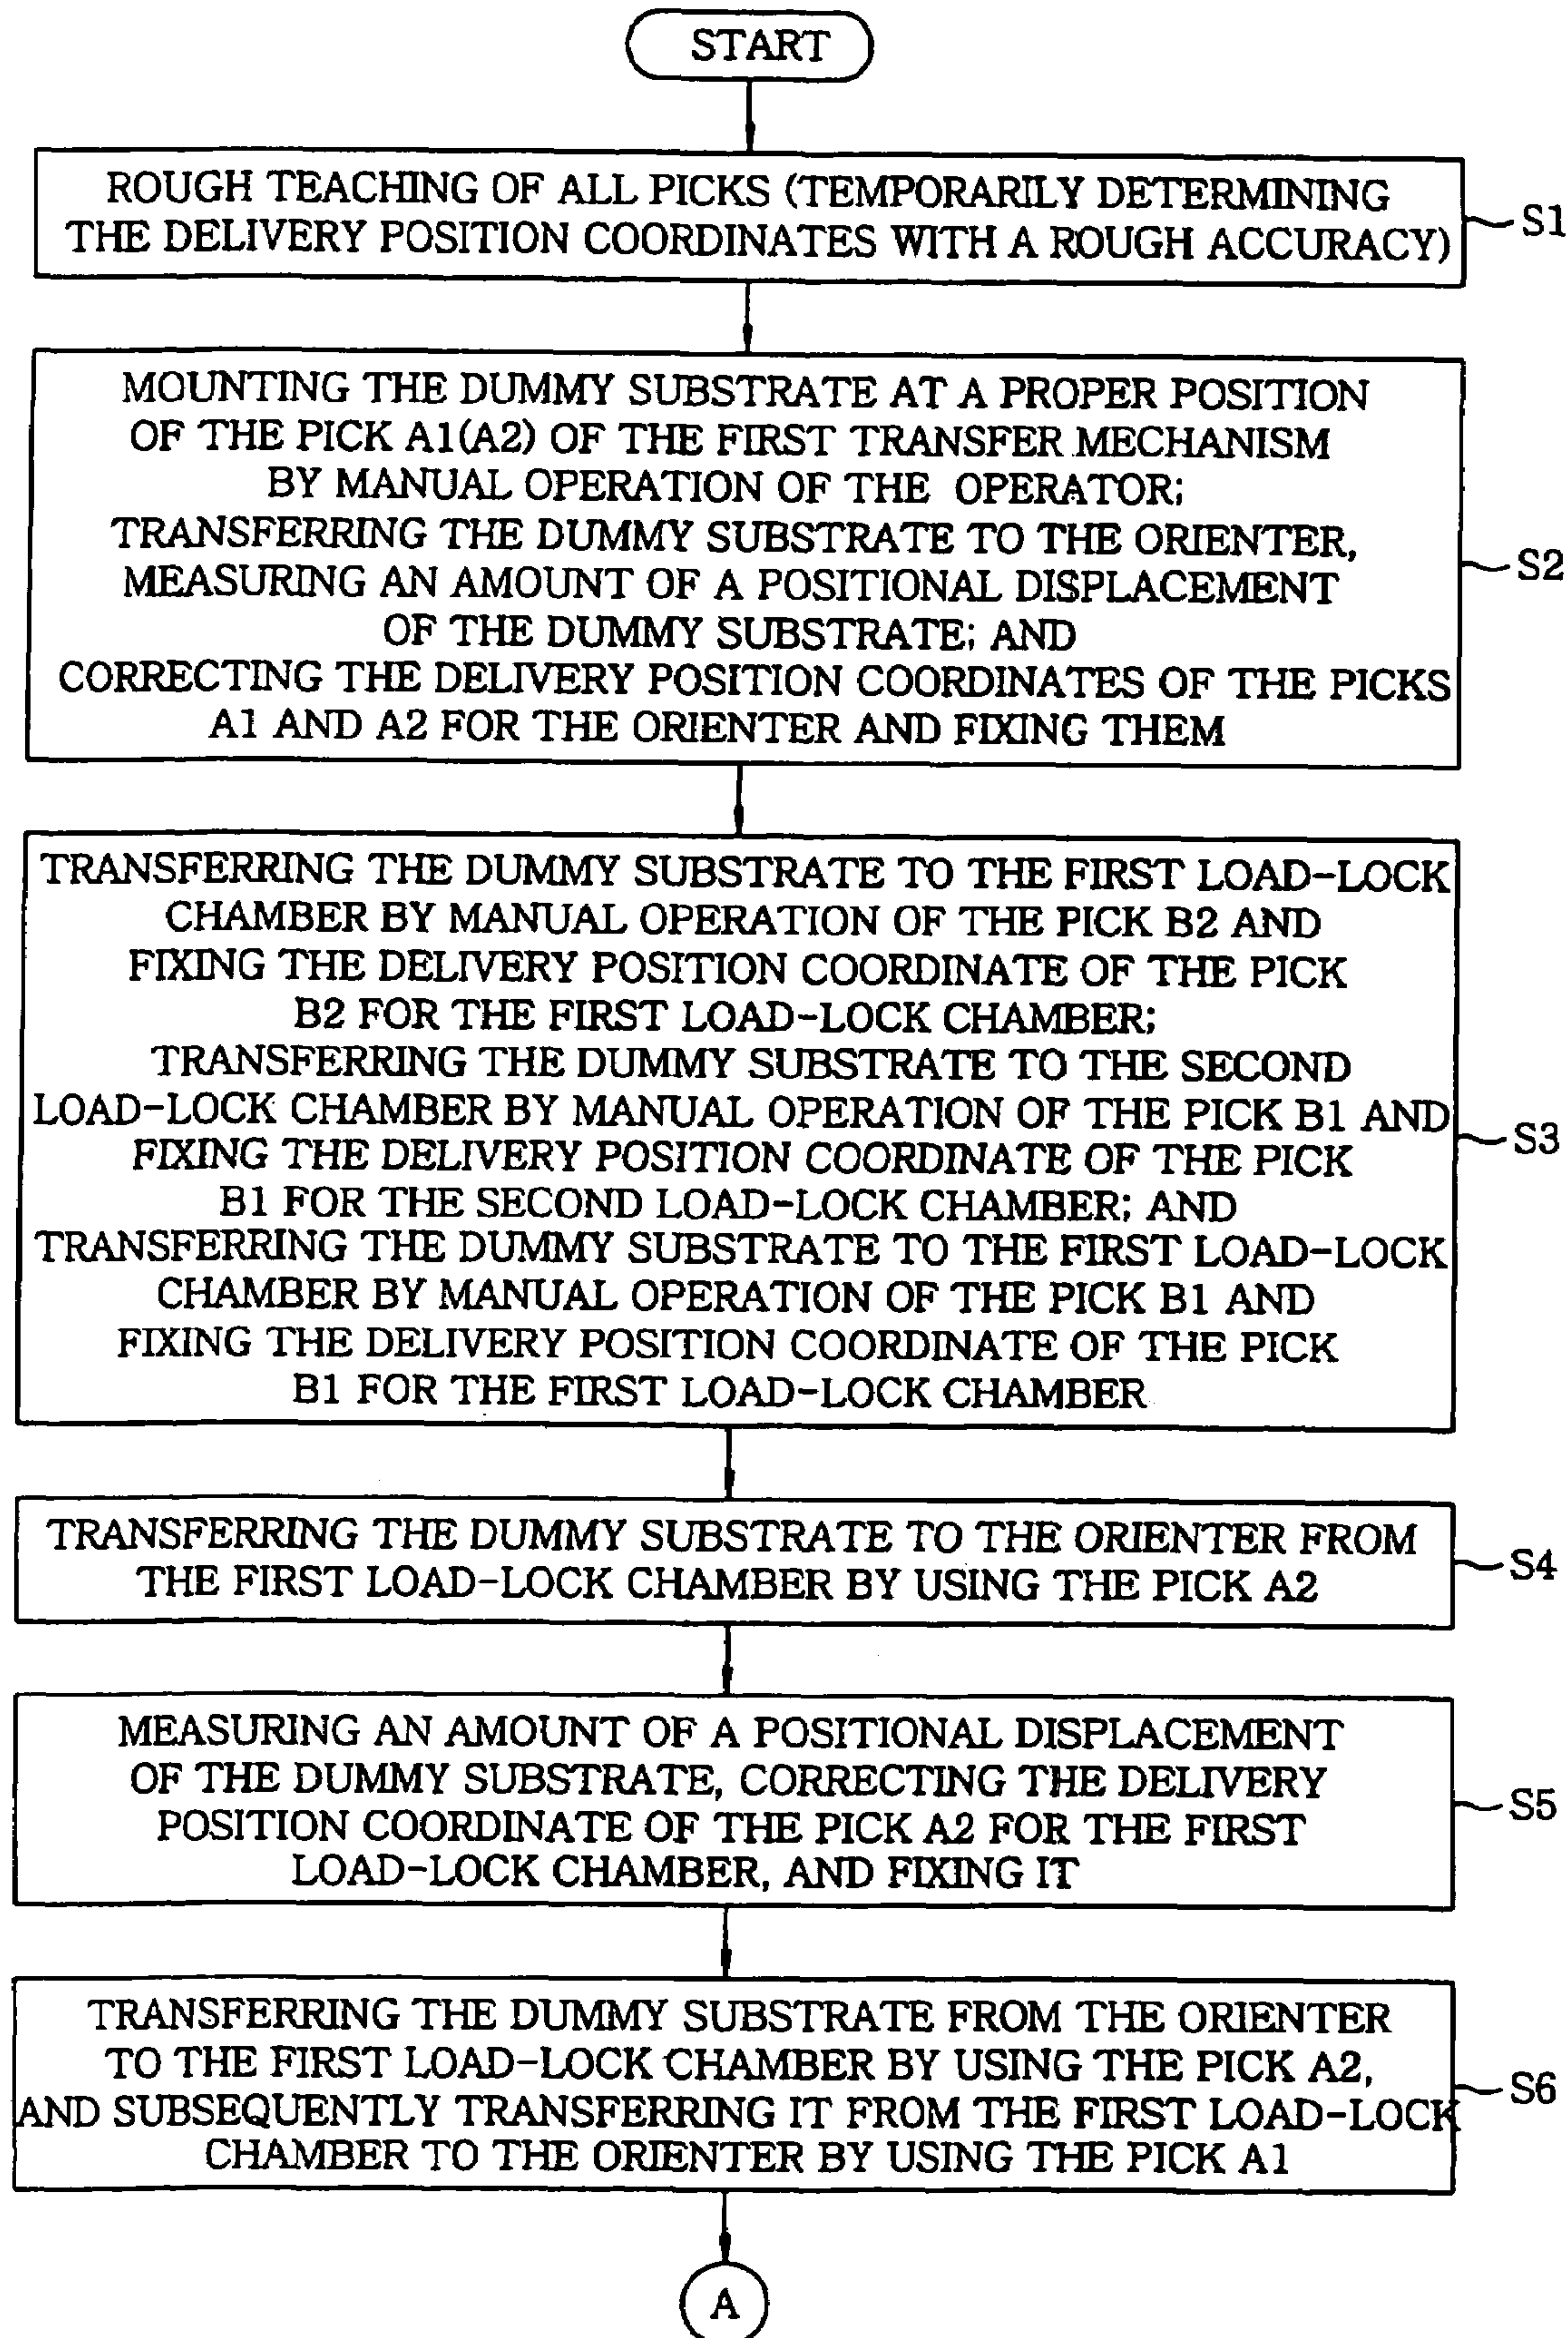 START
ROUGH TEACHING OF ALL PICKS (TEMPORARILY DETERMINING
THE DELIVERY POSITION COORDINATES WITH A ROUGH ACCURACY)
S1
MOUNTING THE DUMMY SUBSTRATE AT A PROPER POSITION
OF THE PICK A1(A2) OF THE FIRST TRANSFER MECHANISM
BY MANUAL OPERATION OF THE OPERATOR;
TRANSFERRING THE DUMMY SUBSTRATE TO THE ORIENTER,
MEASURING AN AMOUNT OF A POSITIONAL DISPLACEMENT
OF THE DUMMY SUBSTRATE; AND
CORRECTING THE DELIVERY POSITION COORDINATES OF THE PICKS
A1 AND A2 FOR THE ORIENTER AND FIXING THEM
S2
TRANSFERRING THE DUMMY SUBSTRATE TO THE FIRST LOAD-LOCK
CHAMBER BY MANUAL OPERATION OF THE PICK B2 AND
FIXING THE DELIVERY POSITION COORDINATE OF THE PICK
B2 FOR THE FIRST LOAD-LOCK CHAMBER;
TRANSFERRING THE DUMMY SUBSTRATE TO THE SECOND
LOAD-LOCK CHAMBER BY MANUAL OPERATION OF THE PICK B1 AND
FIXING THE DELIVERY POSITION COORDINATE OF THE PICK
B1 FOR THE SECOND LOAD-LOCK CHAMBER; AND
TRANSFERRING THE DUMMY SUBSTRATE TO THE FIRST LOAD-LOCK
CHAMBER BY MANUAL OPERATION OF THE PICK B1 AND
FIXING THE DELIVERY POSITION COORDINATE OF THE PICK
B1 FOR THE FIRST LOAD-LOCK CHAMBER
S3
TRANSFERRING THE DUMMY SUBSTRATE TO THE ORIENTER FROM
THE FIRST LOAD-LOCK CHAMBER BY USING THE PICK A2
S4
MEASURING AN AMOUNT OF A POSITIONAL DISPLACEMENT
OF THE DUMMY SUBSTRATE, CORRECTING THE DELIVERY
POSITION COORDINATE OF THE PICK A2 FOR THE FIRST
LOAD-LOCK CHAMBER, AND FIXING IT
S5
TRANSFERRING THE DUMMY SUBSTRATE FROM THE ORIENTER
TO THE FIRST LOAD-LOCK CHAMBER BY USING THE PICK A2,
AND SUBSEQUENTLY TRANSFERRING IT FROM THE FIRST LOAD-LOCK
CHAMBER TO THE ORIENTER BY USING THE PICK A1
S6
A